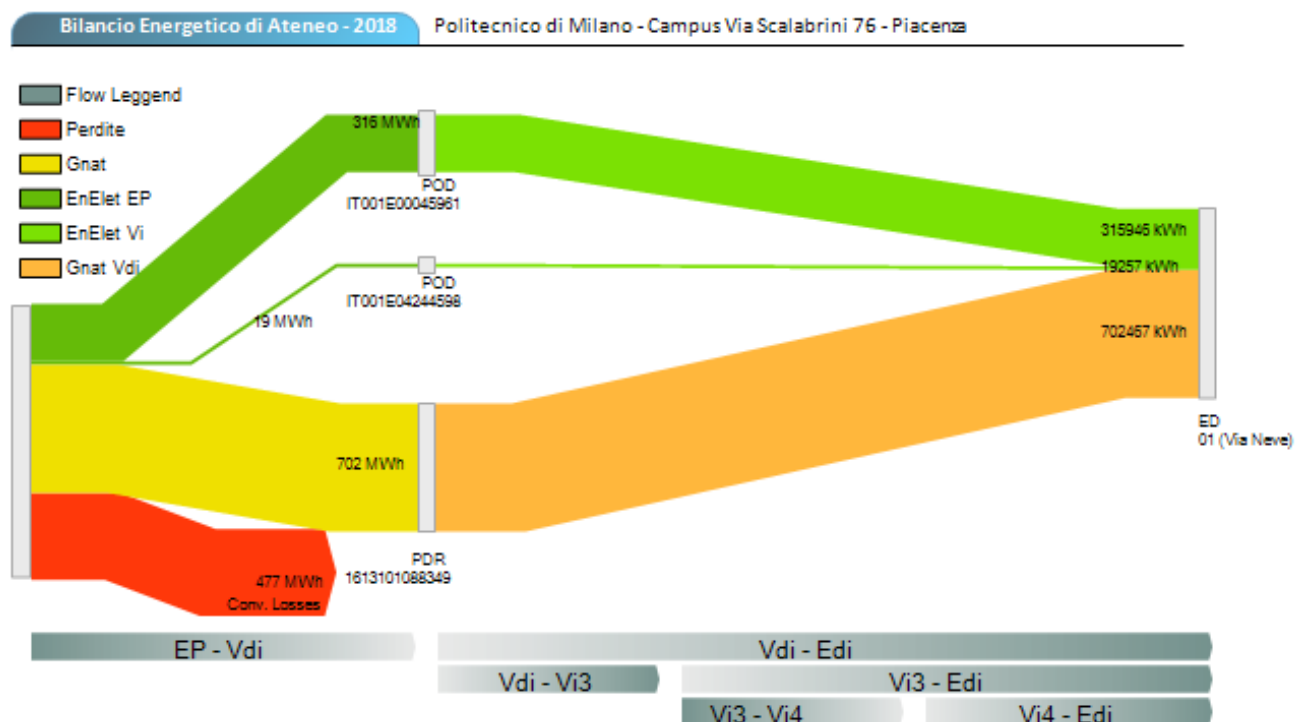 Bilancio Energetico di Ateneo - 2018
Politecnico di Milano - Campus Via Scalabrini 76 - Piacenza
Flow Leggend
Perdite
Gnat
EnElet EP
EnElet Vi
Gnat Vdi
316 MWh
POD
IT001E00045961
315946 kWh
19257 kWh
POD
IT001E04244598
19 MWh
702467 kWh
ED
01 (Via Neve)
702 MWh
PDR
1613101088349
477 MWh
Conv. Losses
EP - Vdi
Vdi - Edi
Vdi - Vi3
Vi3 - Edi
Vi3 - Vi4
Vi4 - Edi